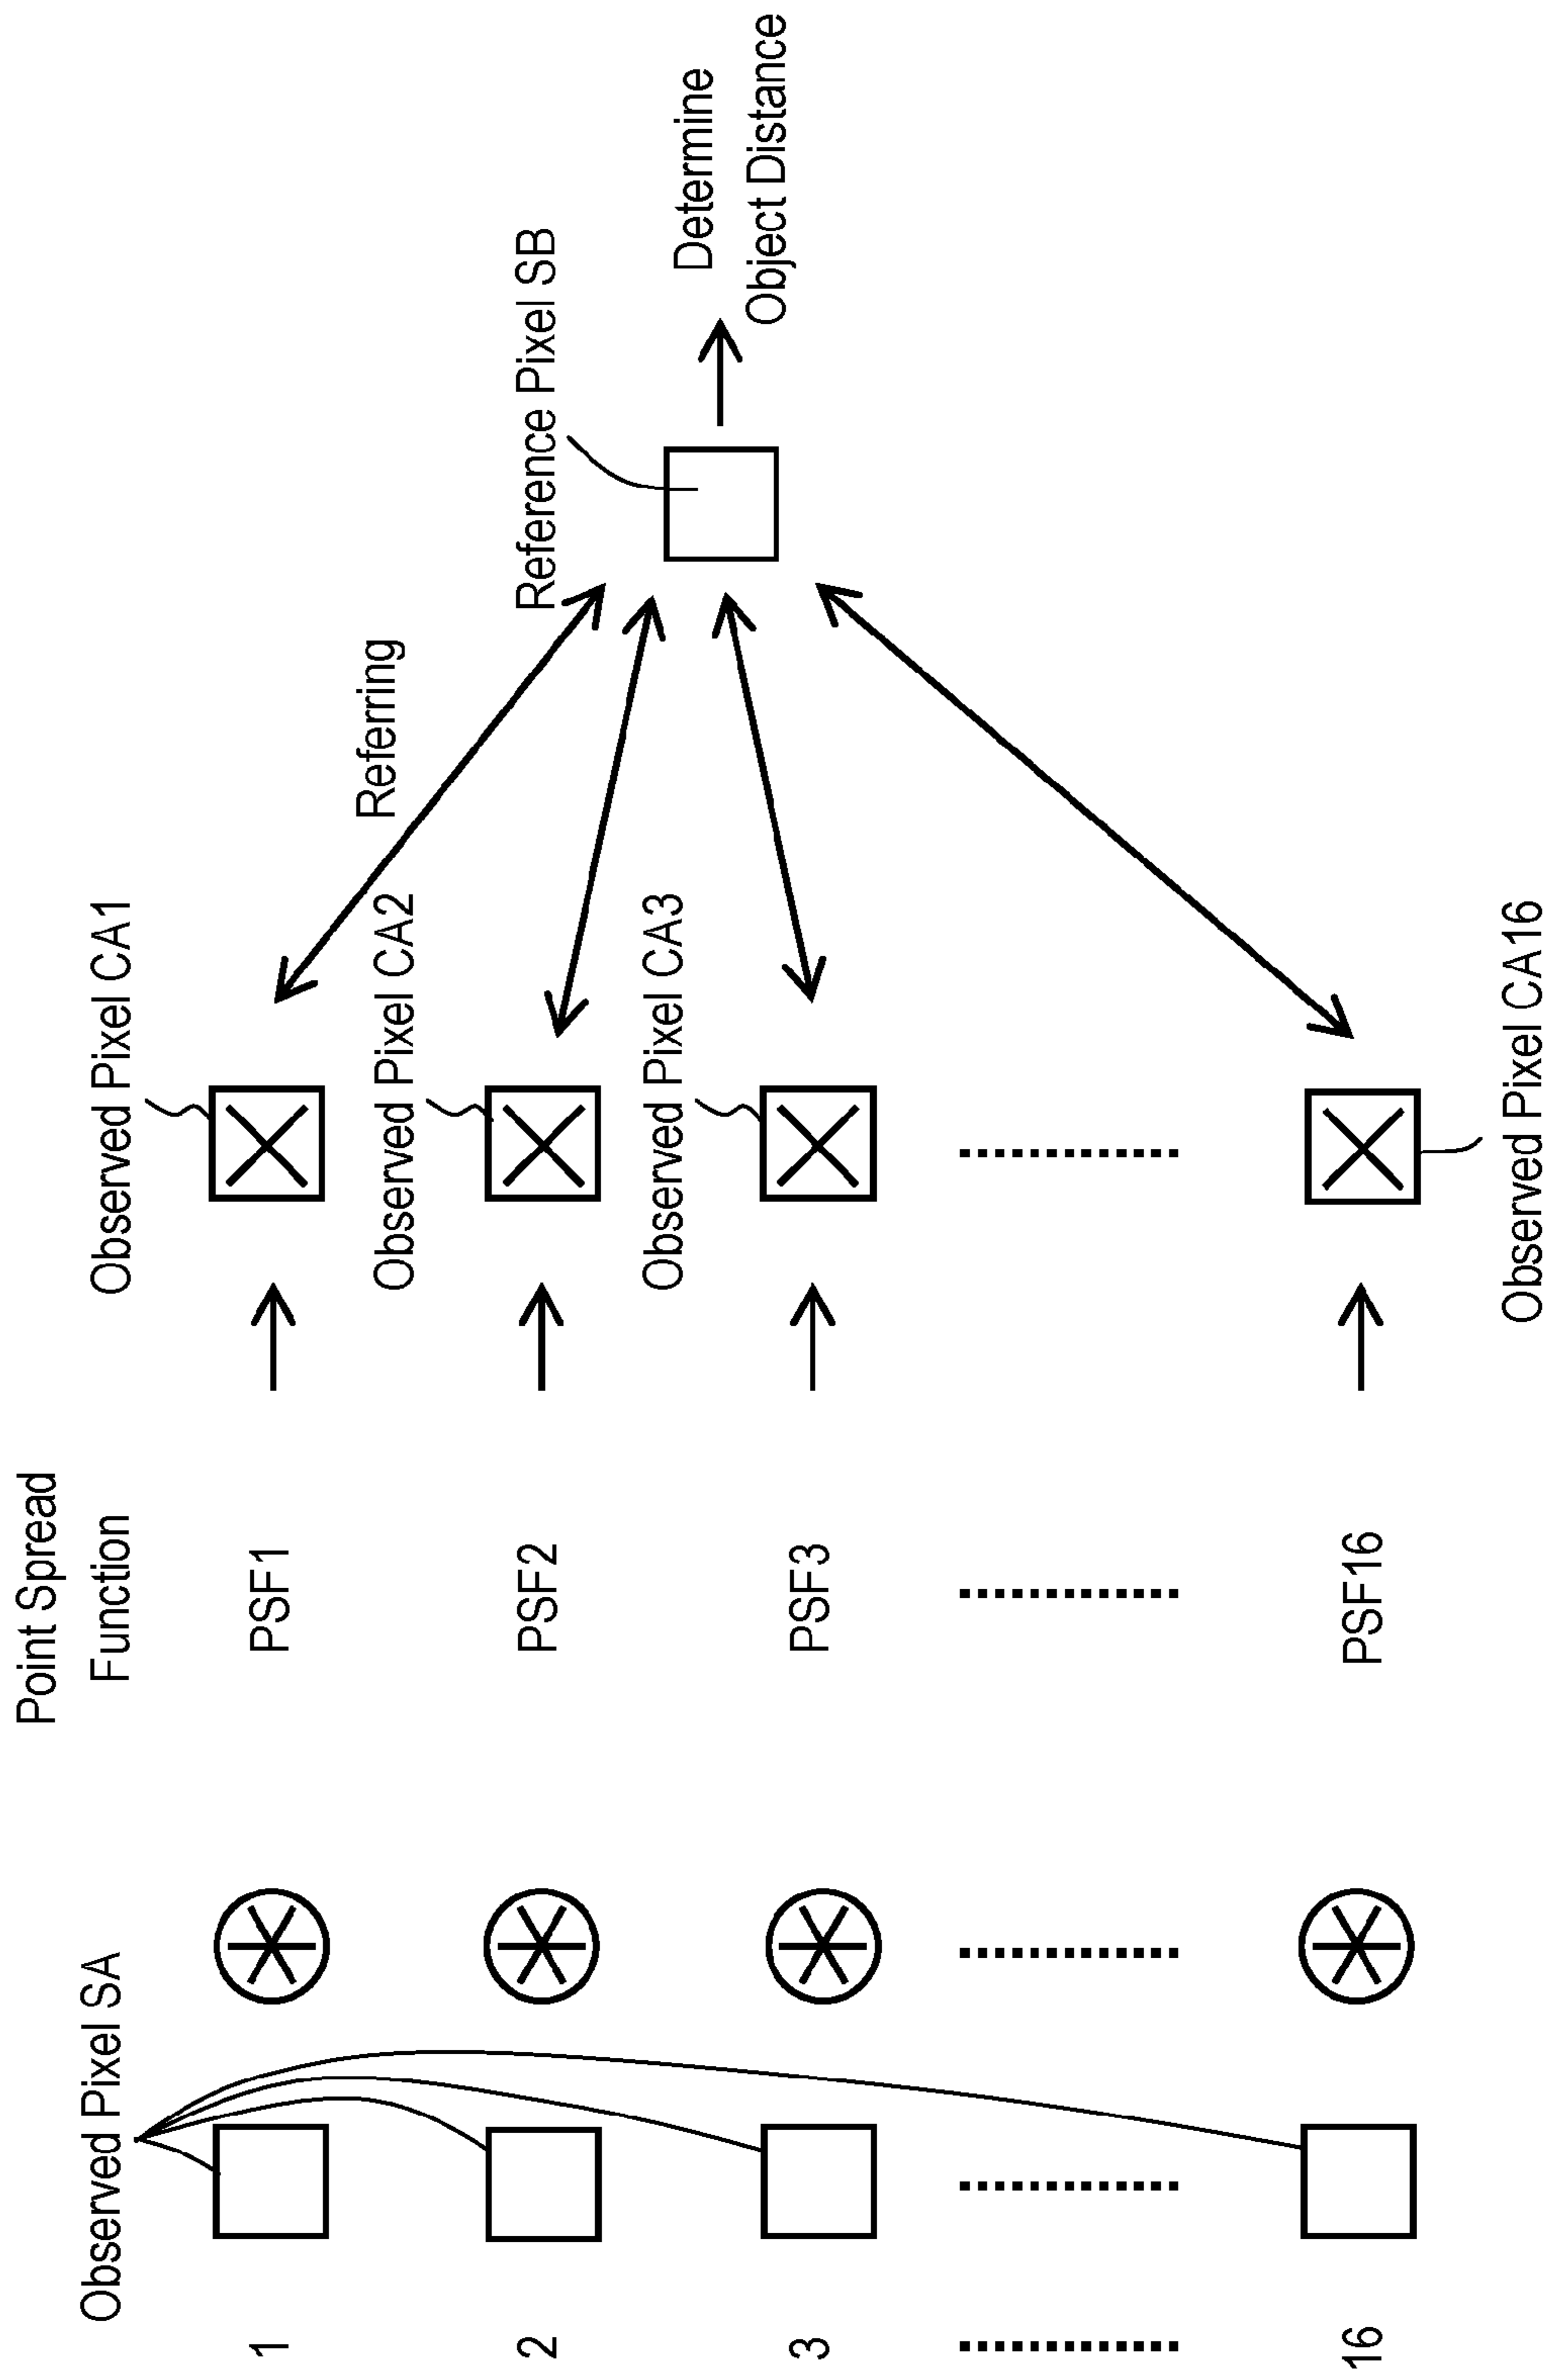 Observed Pixel SA
Point Spread
Function
1
PSF1
Observed Pixel CA1
Referring
2
PSF2
Observed Pixel CA2
Reference Pixel SB
3
PSF3
Observed Pixel CA3
Determine
Object Distance
16
PSF16
Observed Pixel CA16